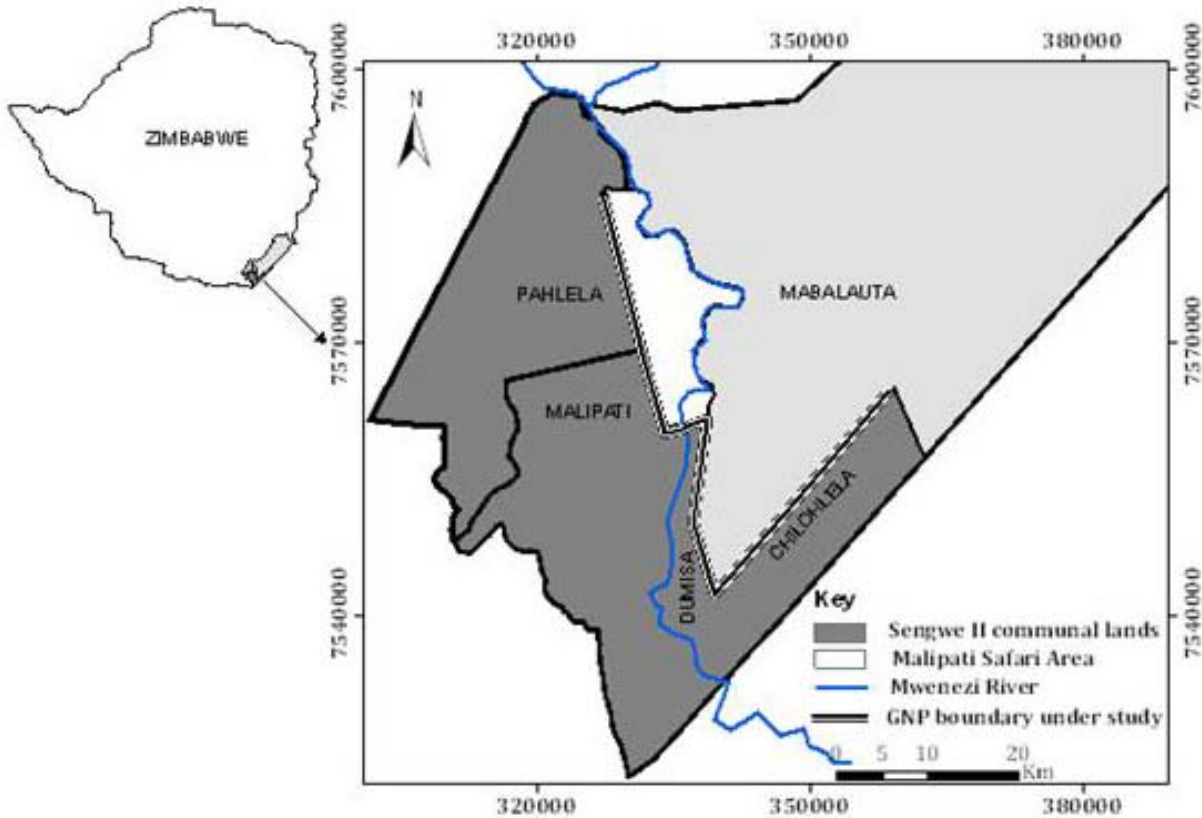 320000 350000 380000
7600000 7600000
N
ZIMBABWE
PAHLELA MABALAUTA
7570000 7570000
MALIPATI
CHILOHLELA
DUMISA
7540000 7540000
Key
Sengwe II communal lands
Malipati Safari Area
Mwenezi River
GNP boundary under study
0 5 10 20
Km
320000 350000 380000